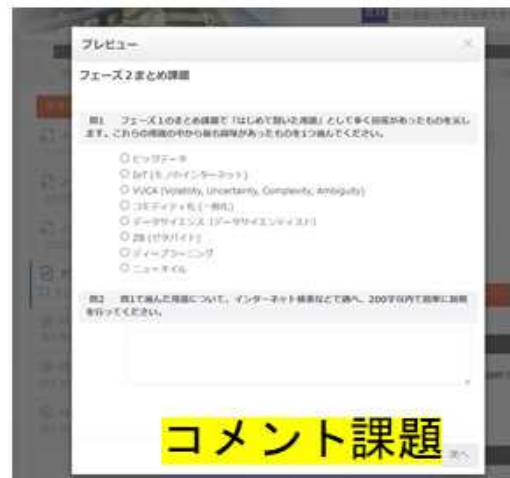 プレビュー
フェーズ2まとめ課題
問1 フェーズ1のまとめ課題で「はじめて聞いた用語」として多く回答があったものを示し
ます。これらの用語の中から最も興味があったものを1つ選んでください。
ビッグデータ
IoT (モノのインターネット)
VUCA (Volatility, Uncertainty, Complexity, Ambiguity)
コモディティ化 (一般化)
データサイエンス (データサイエンティスト)
ZB (ゼタバイト)
ディープラーニング
ニューオイル
問2 問1で選んだ用語について、インターネット検索などで調べ、200字以内で簡単に説明
を行ってください。
コメント課題
次へ